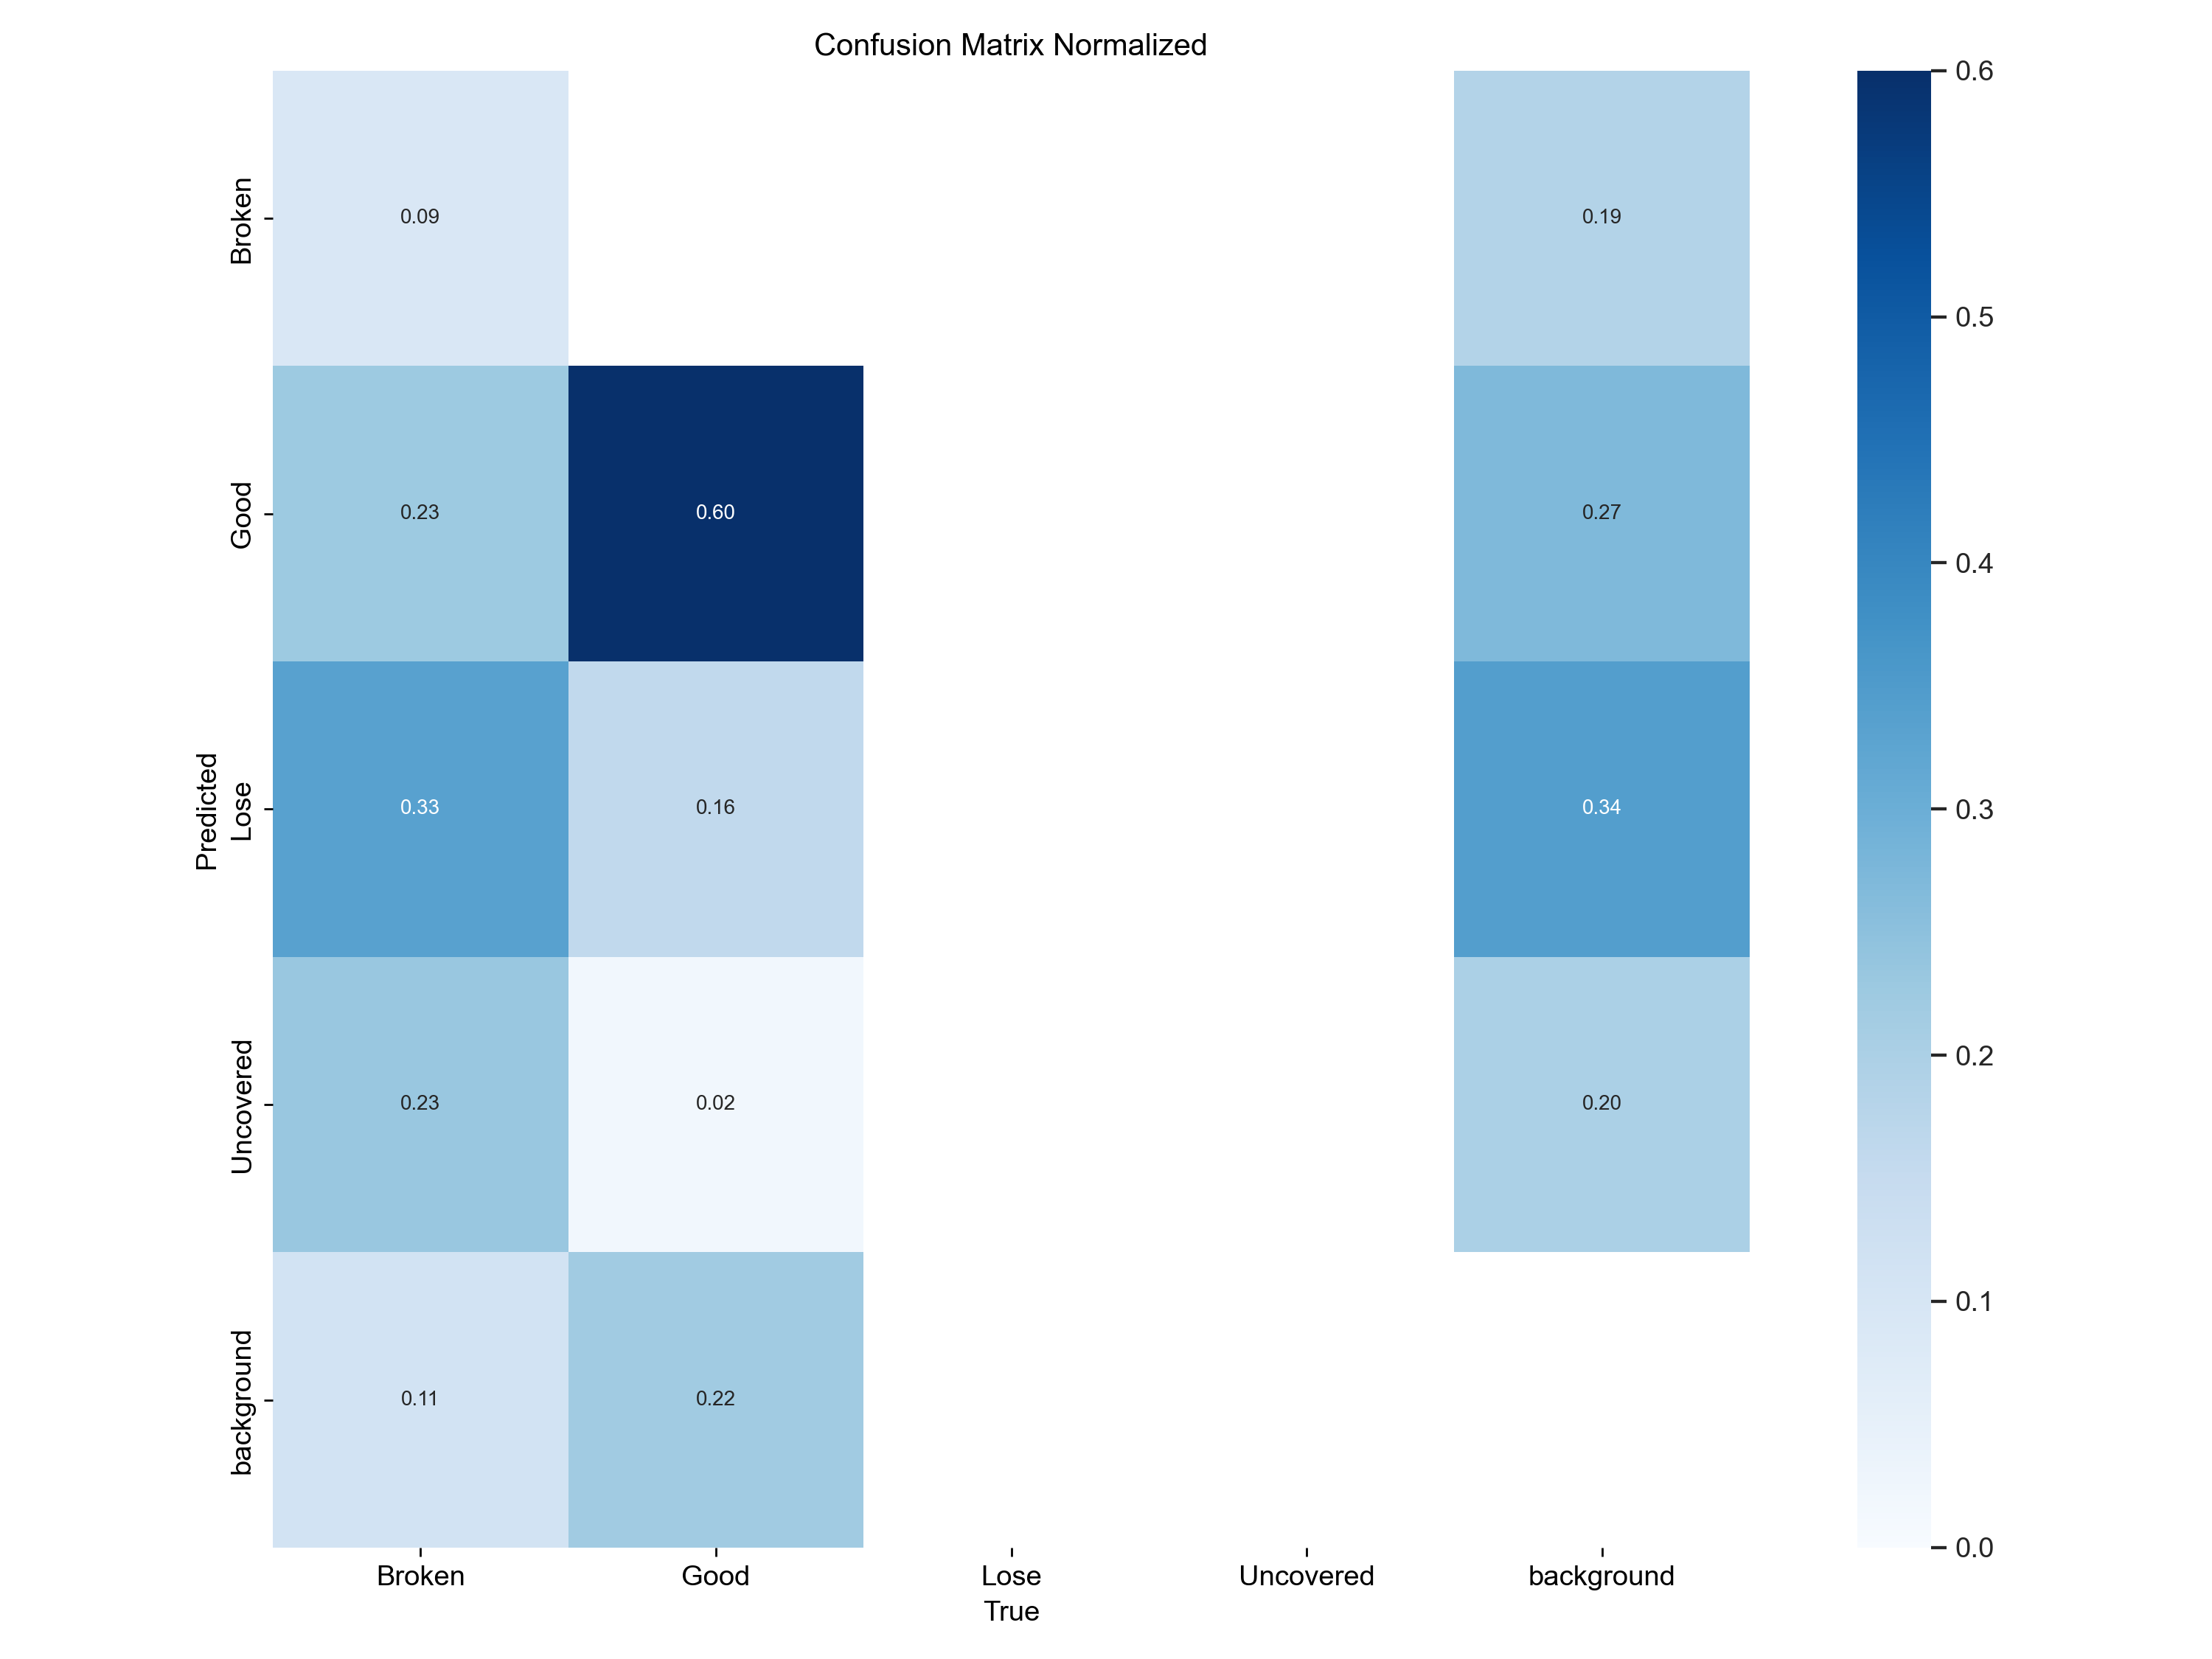 Confusion Matrix Normalized
Predicted
Broken
0.09
0.19
Good
0.23
0.60
0.27
Lose
0.33
0.16
0.34
Uncovered
0.23
0.02
0.20
background
0.11
0.22
Broken
Good
Lose
Uncovered
background
True
0.6
0.5
0.4
0.3
0.2
0.1
0.0